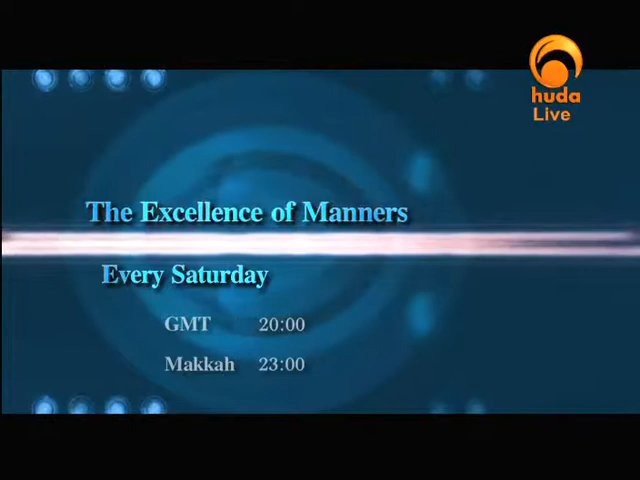 huda
Live
The Excellence of Manners
Every Saturday
GMT 20:00
Makkah 23:00